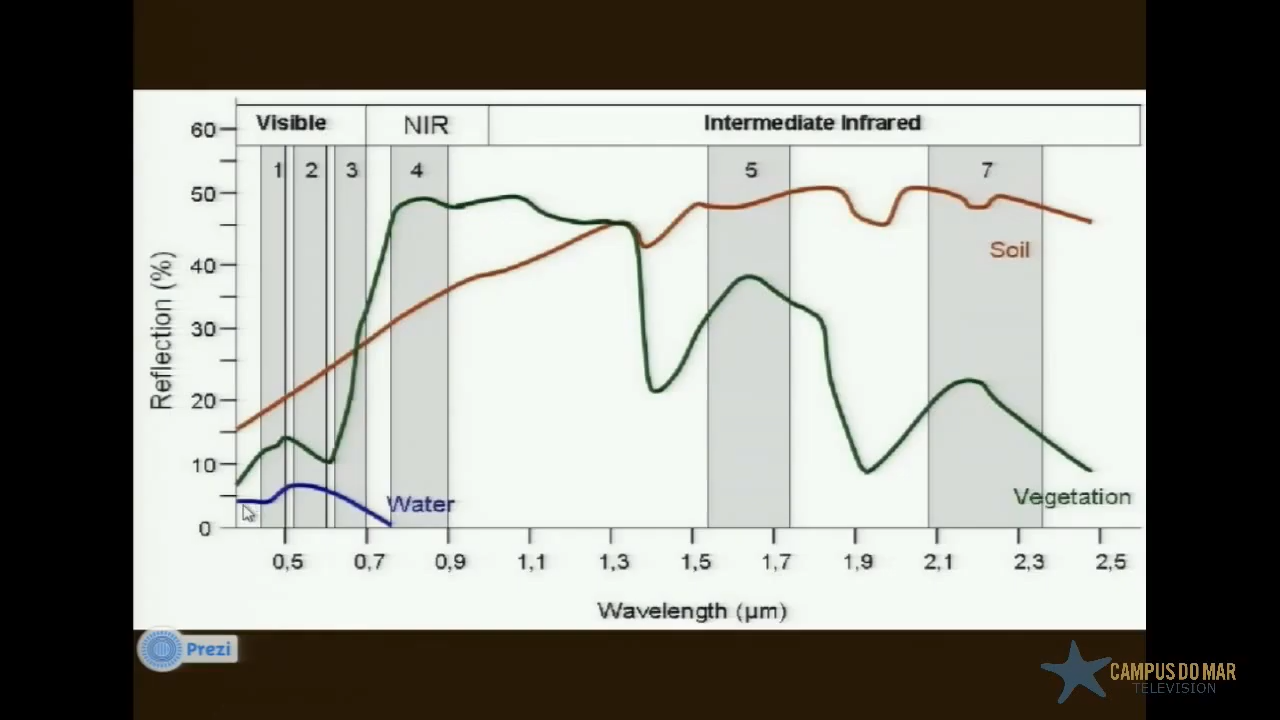 Visible NIR Intermediate Infrared
1 2 3 4 5 7
60
50
40
30
20
10
0
Reflection (%)
Soil
Vegetation
Water
0,5 0,7 0,9 1,1 1,3 1,5 1,7 1,9 2,1 2,3 2,5
Wavelength (µm)
Prezi
CAMPUS DO MAR
TELEVISION